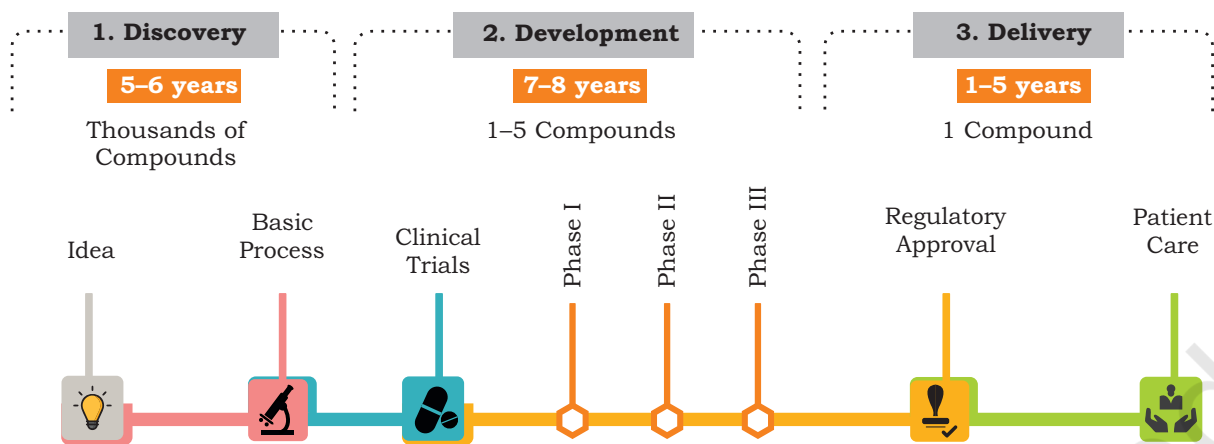 1. Discovery
5–6 years
Thousands of
Compounds
2. Development
7–8 years
1–5 Compounds
3. Delivery
1–5 years
1 Compound
Idea
Basic
Process
Clinical
Trials
Phase I
Phase II
Phase III
Regulatory
Approval
Patient
Care